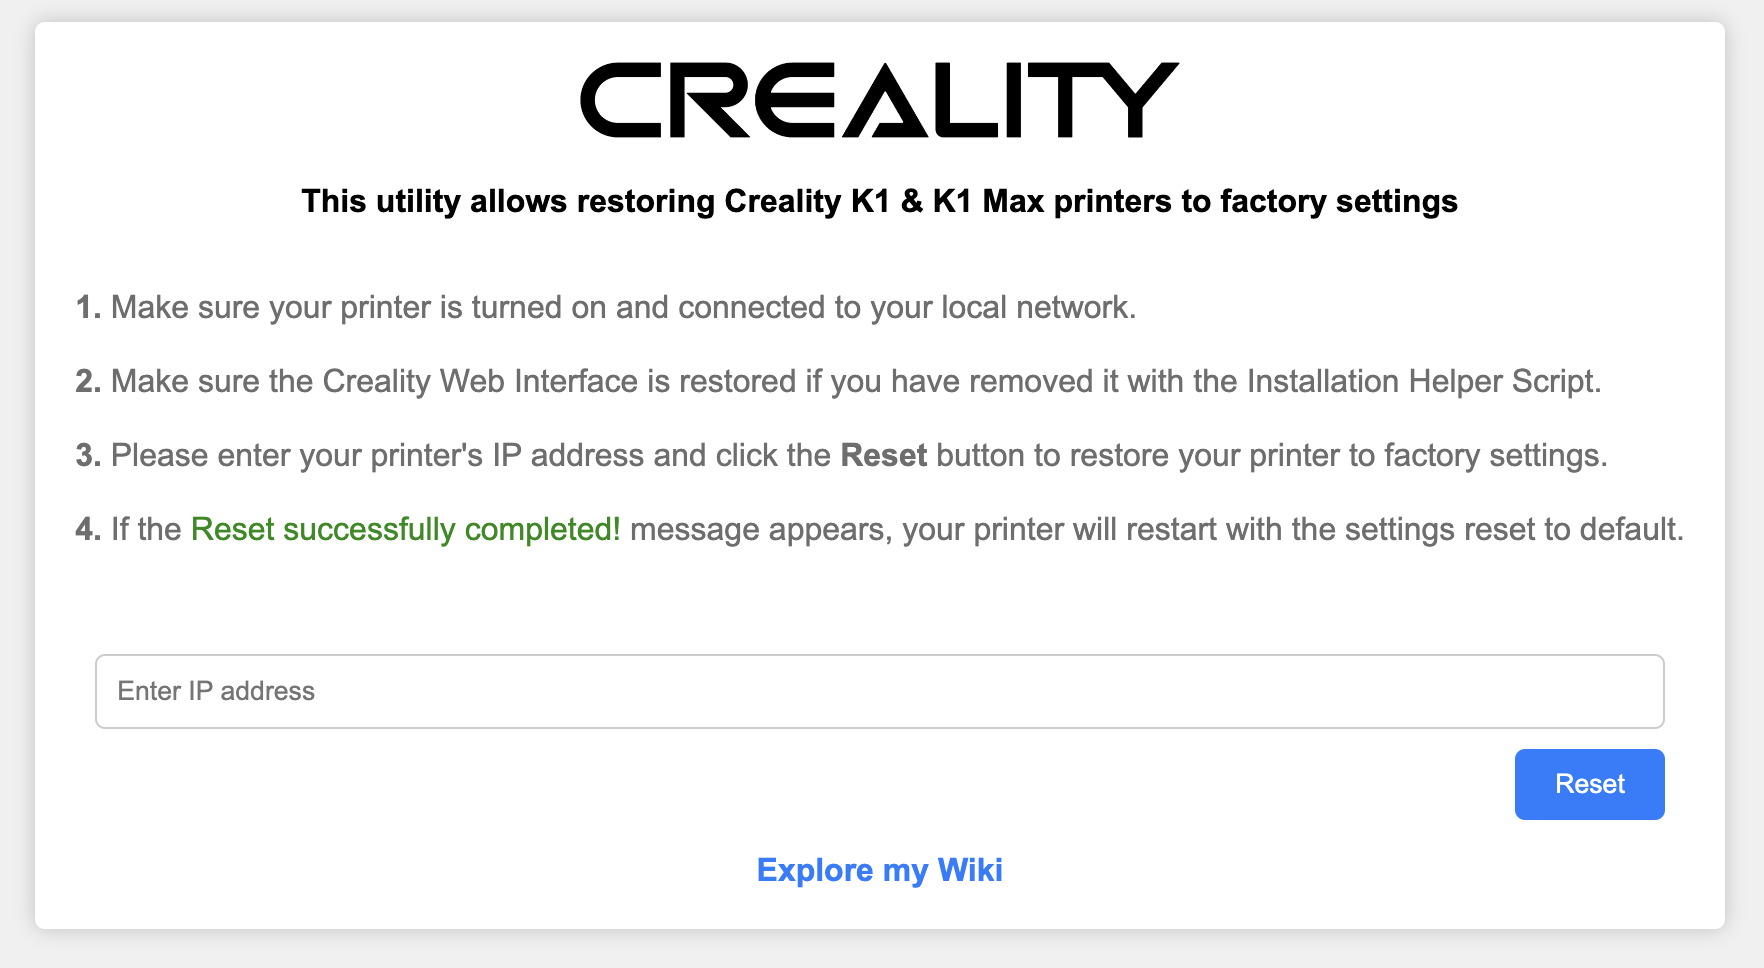 CREALITY
This utility allows restoring Creality K1 & K1 Max printers to factory settings
1. Make sure your printer is turned on and connected to your local network.
2. Make sure the Creality Web Interface is restored if you have removed it with the Installation Helper Script.
3. Please enter your printer's IP address and click the Reset button to restore your printer to factory settings.
4. If the Reset successfully completed! message appears, your printer will restart with the settings reset to default.
Enter IP address
Reset
Explore my Wiki